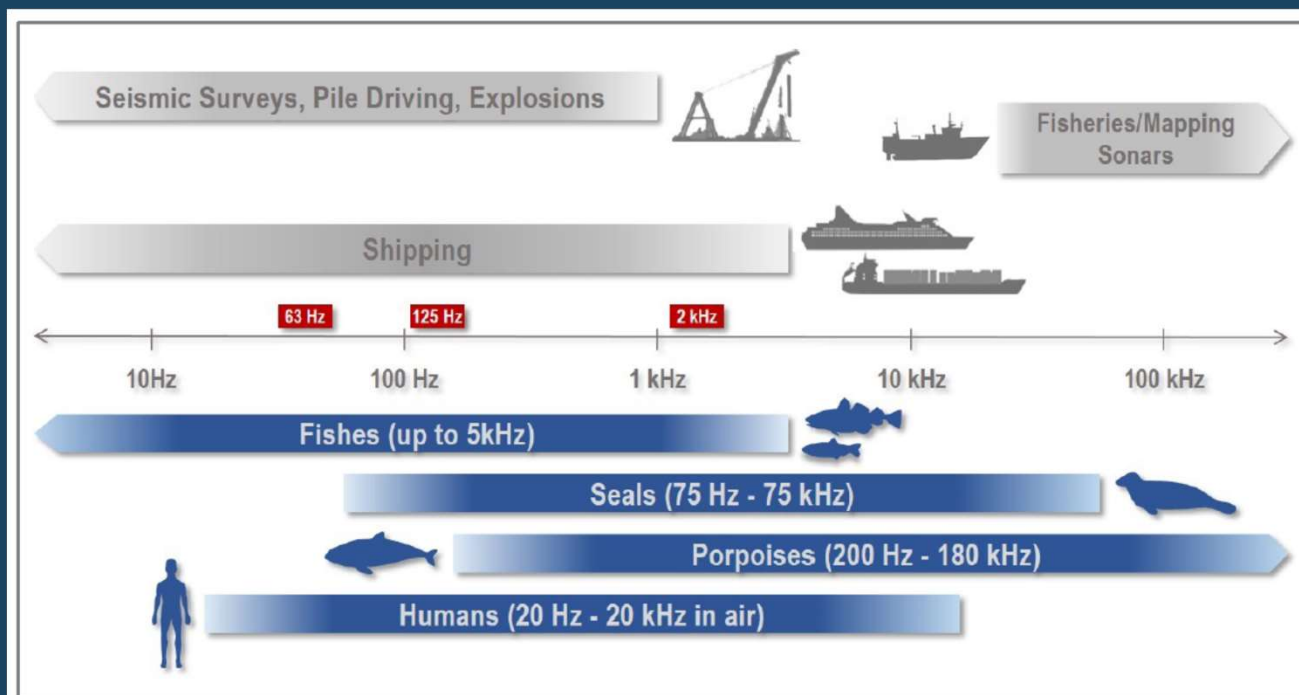 Seismic Surveys, Pile Driving, Explosions
Fisheries/Mapping
Sonars
Shipping
63 Hz
125 Hz
2 kHz
10Hz
100 Hz
1 kHz
10 kHz
100 kHz
Fishes (up to 5kHz)
Seals (75 Hz - 75 kHz)
Porpoises (200 Hz - 180 kHz)
Humans (20 Hz - 20 kHz in air)